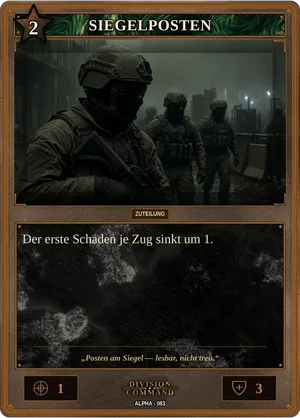 2
SIEGELPOSTEN
ZUTEILUNG
Der erste Schaden je Zug sinkt um 1.
„Posten am Siegel — lesbar, nicht treu.“
1
DIVISION
COMMAND
ALPHA - 083
3